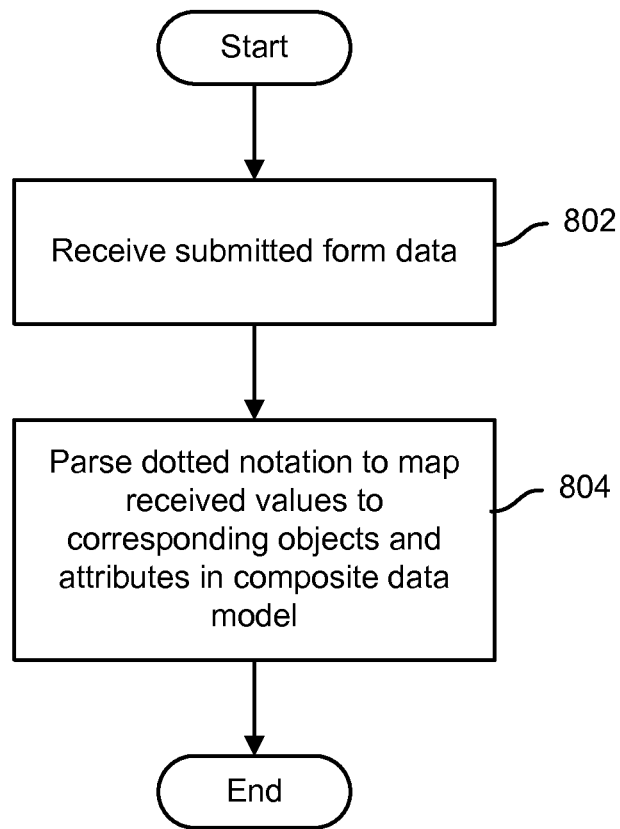 Start
Receive submitted form data
802
Parse dotted notation to map
received values to
corresponding objects and
attributes in composite data
model
804
End